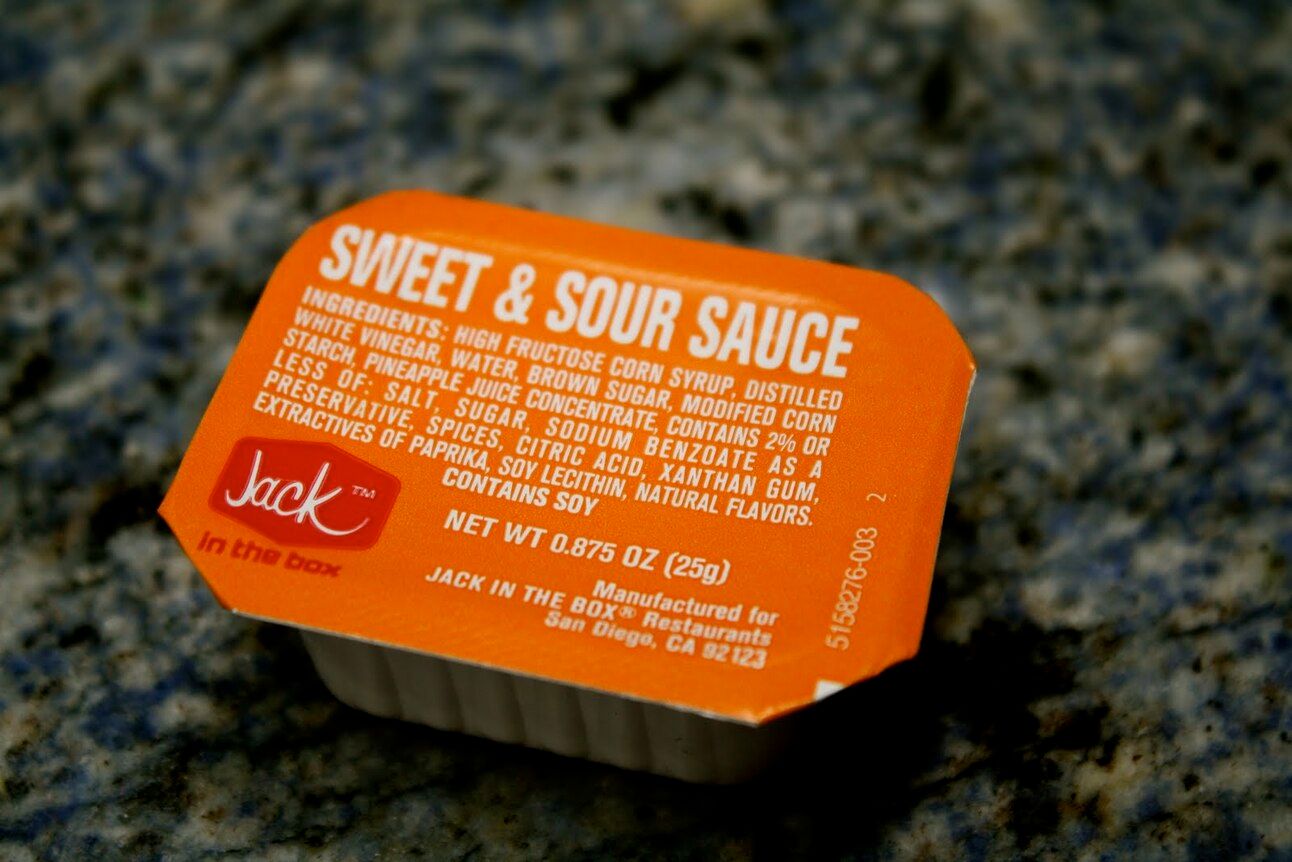 SWEET & SOUR SAUCE
INGREDIENTS: HIGH FRUCTOSE CORN SYRUP, DISTILLED
WHITE VINEGAR, WATER, BROWN SUGAR, MODIFIED CORN
STARCH, PINEAPPLE JUICE CONCENTRATE, CONTAINS 2% OR
LESS OF: SALT, SUGAR, SODIUM BENZOATE AS A
PRESERVATIVE, SPICES, CITRIC ACID, XANTHAN GUM,
EXTRACTIVES OF PAPRIKA, SOY LECITHIN, NATURAL FLAVORS.
CONTAINS SOY
NET WT 0.875 OZ (25g)
Jack™
in the box
Manufactured for
JACK IN THE BOX® Restaurants
San Diego, CA 92123
5158276-003 2